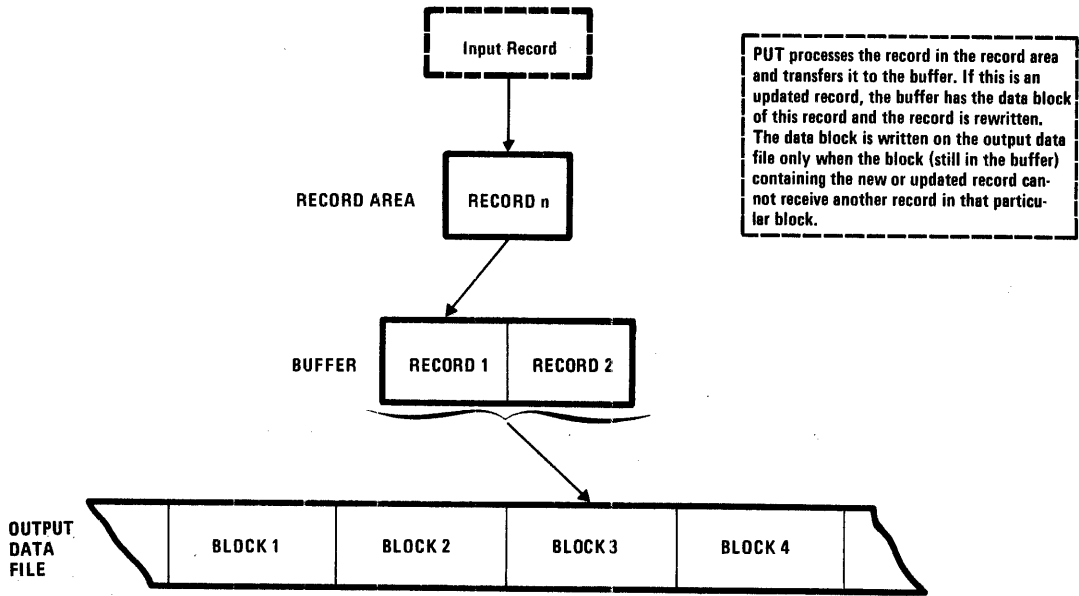 Input Record
PUT processes the record in the record area
and transfers it to the buffer. If this is an
updated record, the buffer has the data block
of this record and the record is rewritten.
The data block is written on the output data
file only when the block (still in the buffer)
containing the new or updated record can-
not receive another record in that particu-
lar block.
RECORD AREA
RECORD n
BUFFER
RECORD 1
RECORD 2
OUTPUT
DATA
FILE
BLOCK 1
BLOCK 2
BLOCK 3
BLOCK 4